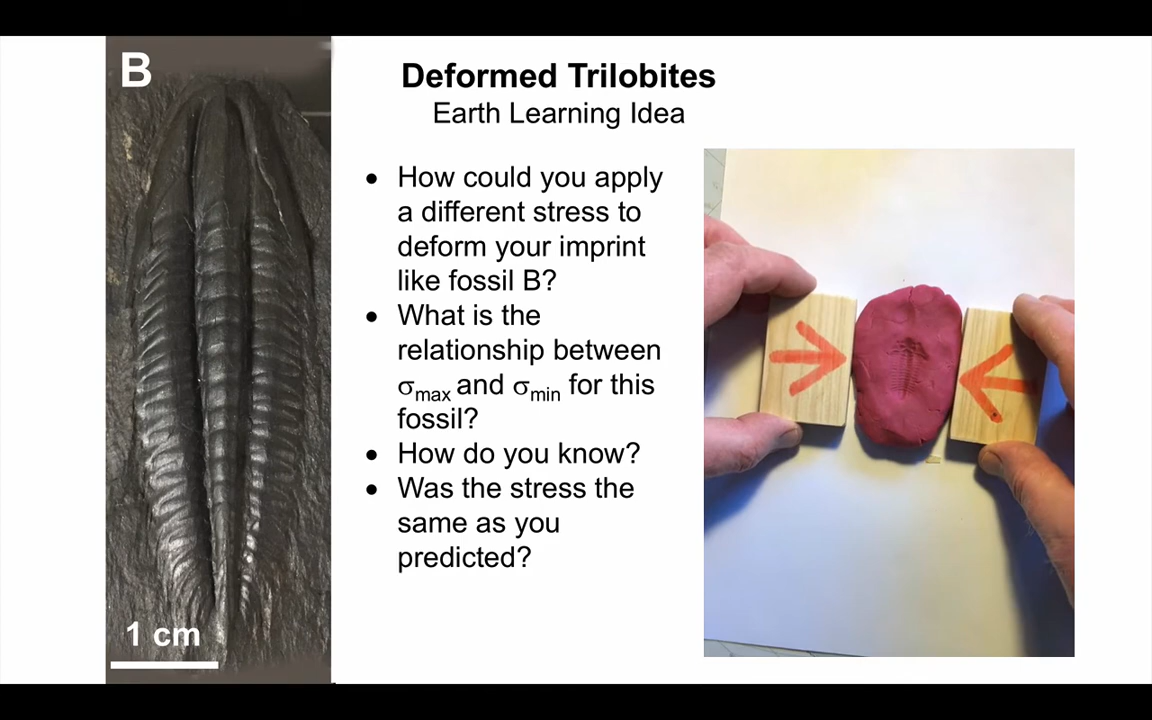 B
Deformed Trilobites
Earth Learning Idea
• How could you apply
a different stress to
deform your imprint
like fossil B?
• What is the
relationship between
σmax and σmin for this
fossil?
• How do you know?
• Was the stress the
same as you
predicted?
1 cm